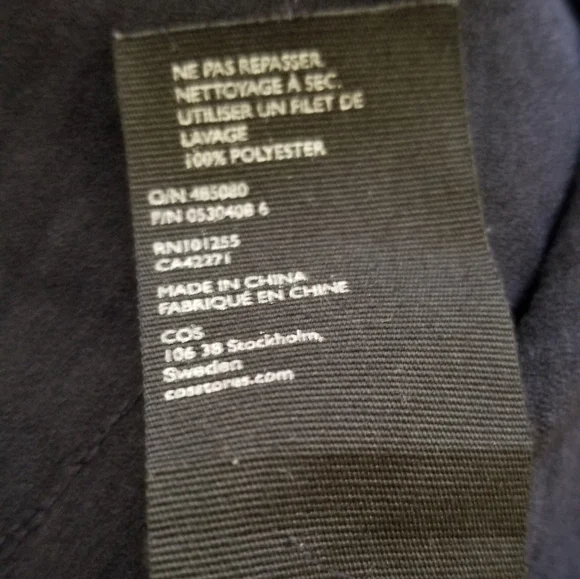 NE PAS REPASSER.
NETTOYAGE À SEC.
UTILISER UN FILET DE
LAVAGE
100% POLYESTER
O/N 485080
P/N 0530408 6
RN101255
CA42271
MADE IN CHINA
FABRIQUÉ EN CHINE
COS
106 38 Stockholm,
Sweden
cosstores.com